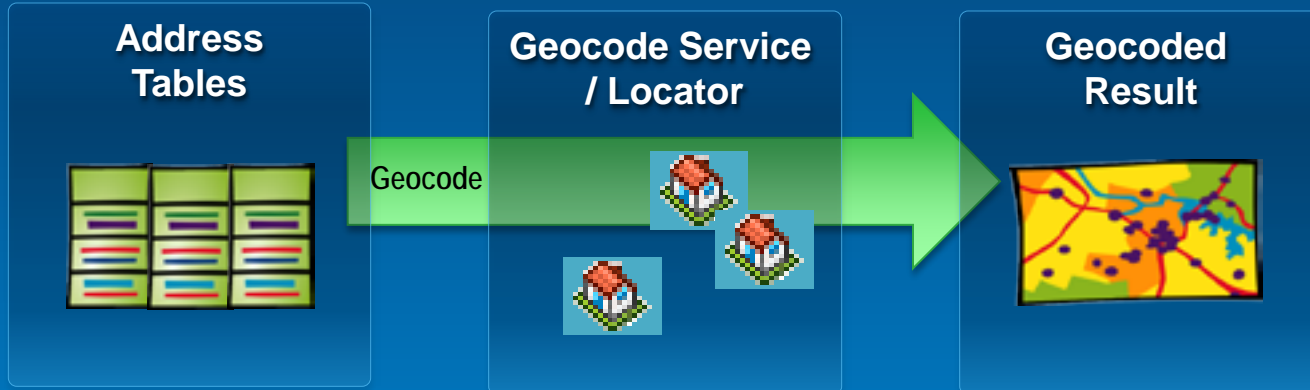 Address
Tables
Geocode
Geocode Service
/ Locator
Geocoded
Result